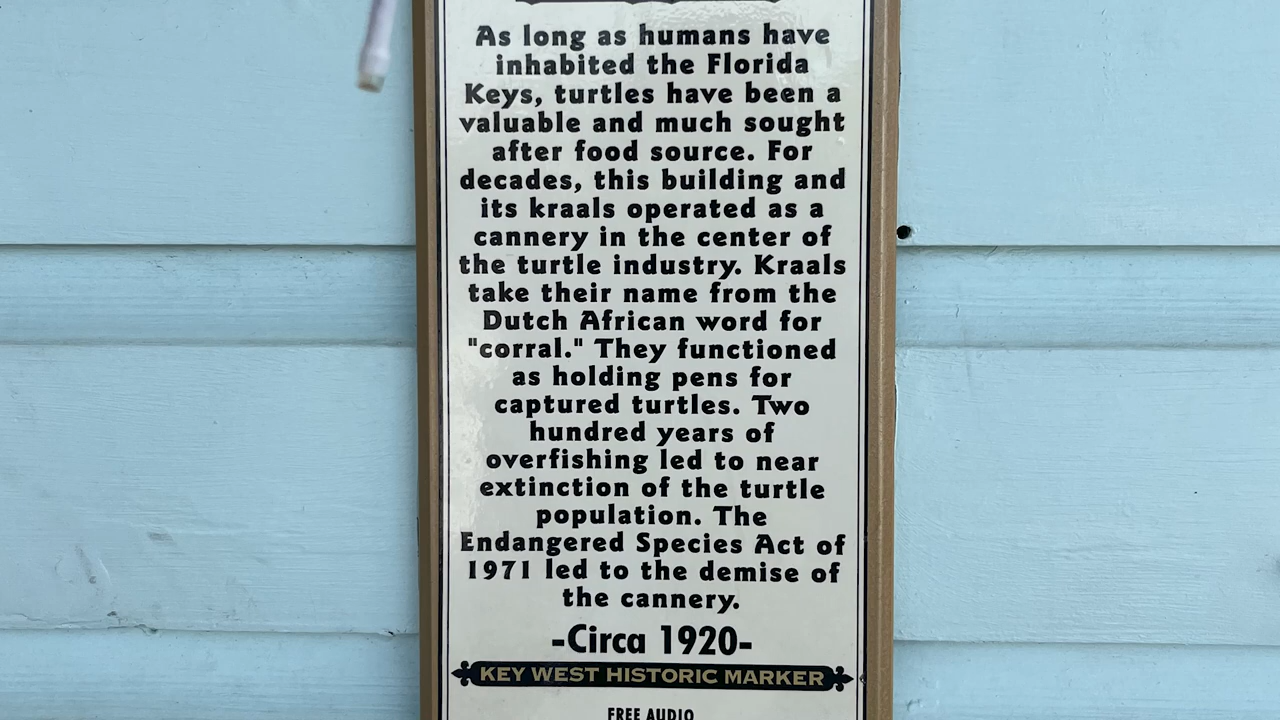 As long as humans have
inhabited the Florida
Keys, turtles have been a
valuable and much sought
after food source. For
decades, this building and
its kraals operated as a
cannery in the center of
the turtle industry. Kraals
take their name from the
Dutch African word for
"corral." They functioned
as holding pens for
captured turtles. Two
hundred years of
overfishing led to near
extinction of the turtle
population. The
Endangered Species Act of
1971 led to the demise of
the cannery.
-Circa 1920-
KEY WEST HISTORIC MARKER
FREE AUDIO